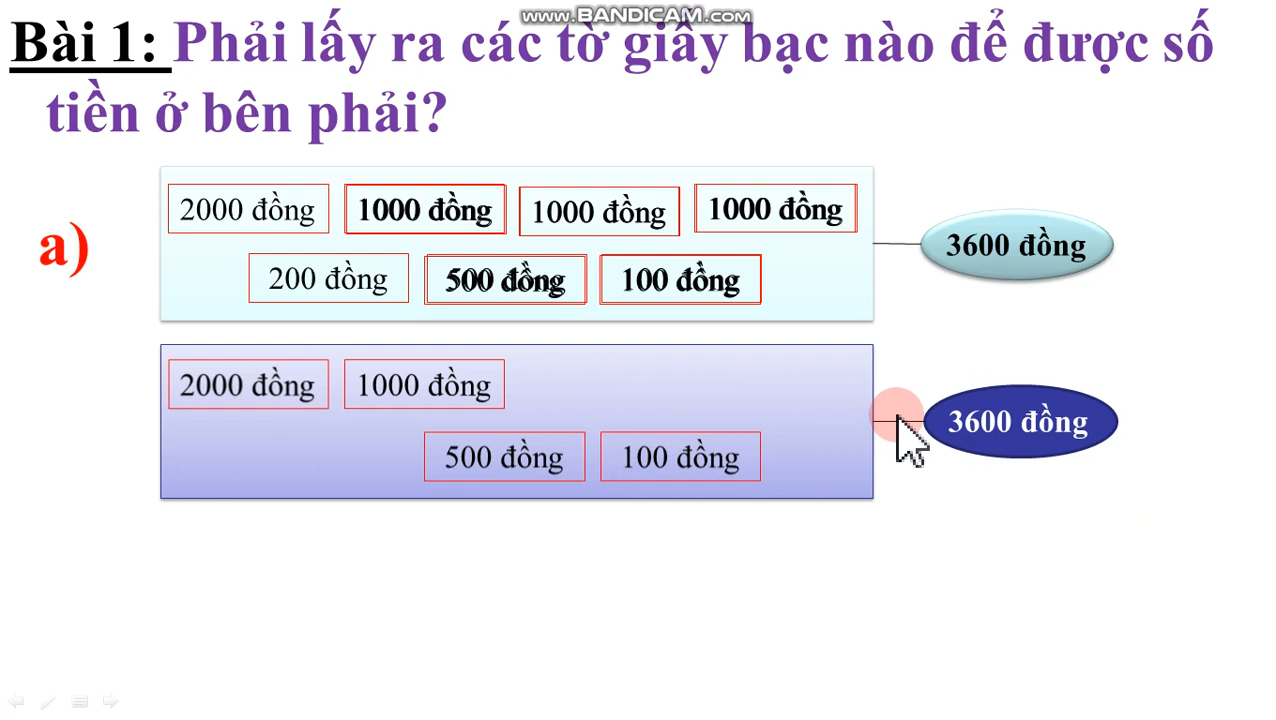 www.BANDICAM.com
Bài 1: Phải lấy ra các tờ giấy bạc nào để được số
tiền ở bên phải?
a)
2000 đồng 1000 đồng 1000 đồng 1000 đồng
3600 đồng
200 đồng 500 đồng 100 đồng
2000 đồng 1000 đồng
3600 đồng
500 đồng 100 đồng